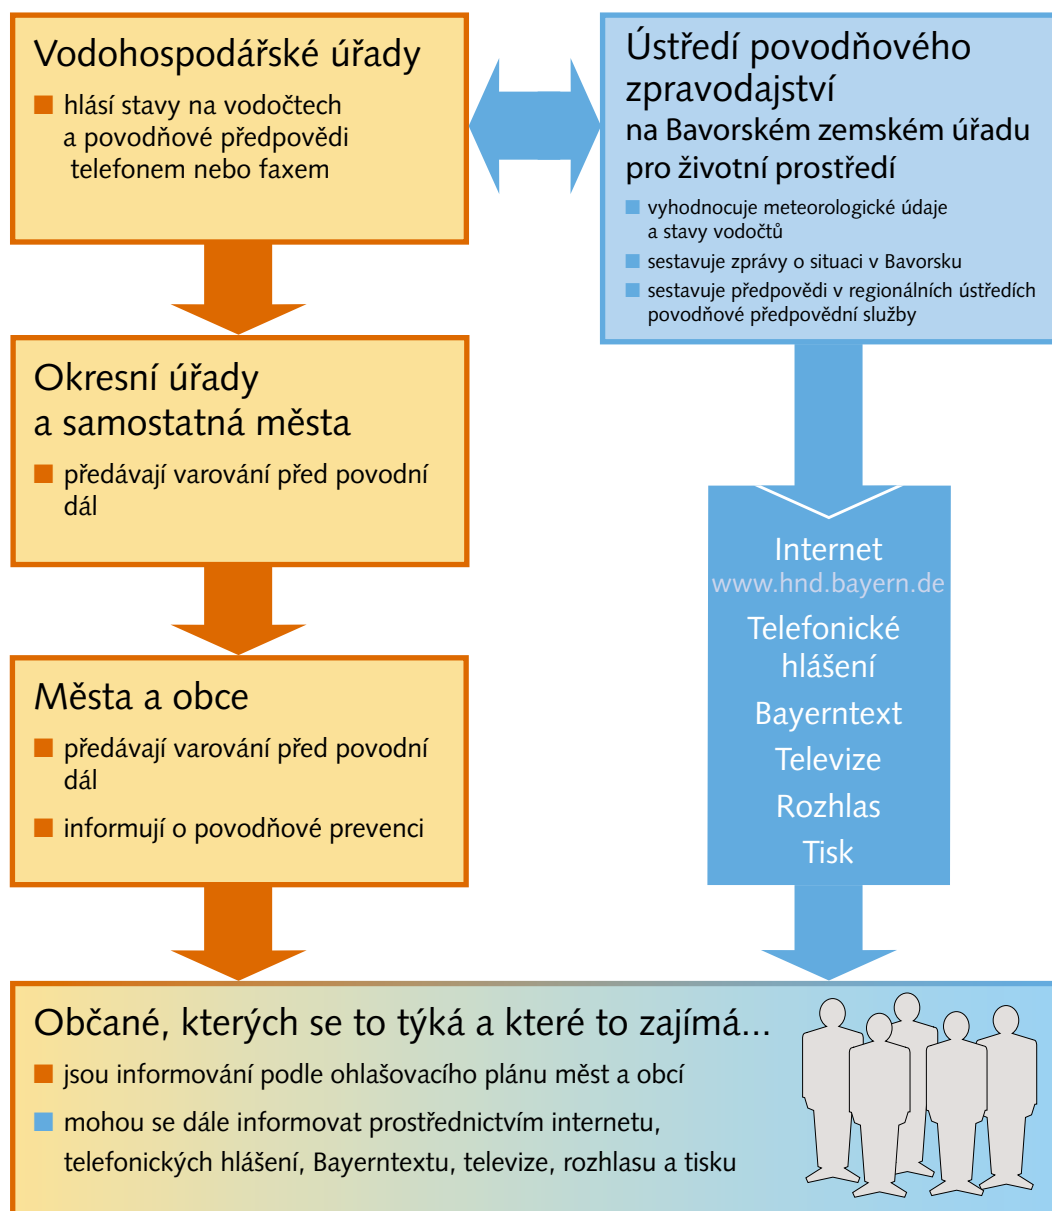 Vodohospodářské úřady
hlásí stavy na vodočtech
a povodňové předpovědi
telefonem nebo faxem
Ústředí povodňového
zpravodajství
na Bavorském zemském úřadu
pro životní prostředí
vyhodnocuje meteorologické údaje
a stavy vodočtů
sestavuje zprávy o situaci v Bavorsku
sestavuje předpovědi v regionálních ústředích
povodňové předpovědní služby
Okresní úřady
a samostatná města
předávají varování před povodní
dál
Města a obce
předávají varování před povodní
dál
informují o povodňové prevenci
Internet
www.hnd.bayern.de
Telefonické
hlášení
Bayerntext
Televize
Rozhlas
Tisk
Občané, kterých se to týká a které to zajímá...
jsou informování podle ohlašovacího plánu měst a obcí
mohou se dále informovat prostřednictvím internetu,
telefonických hlášení, Bayerntextu, televize, rozhlasu a tisku